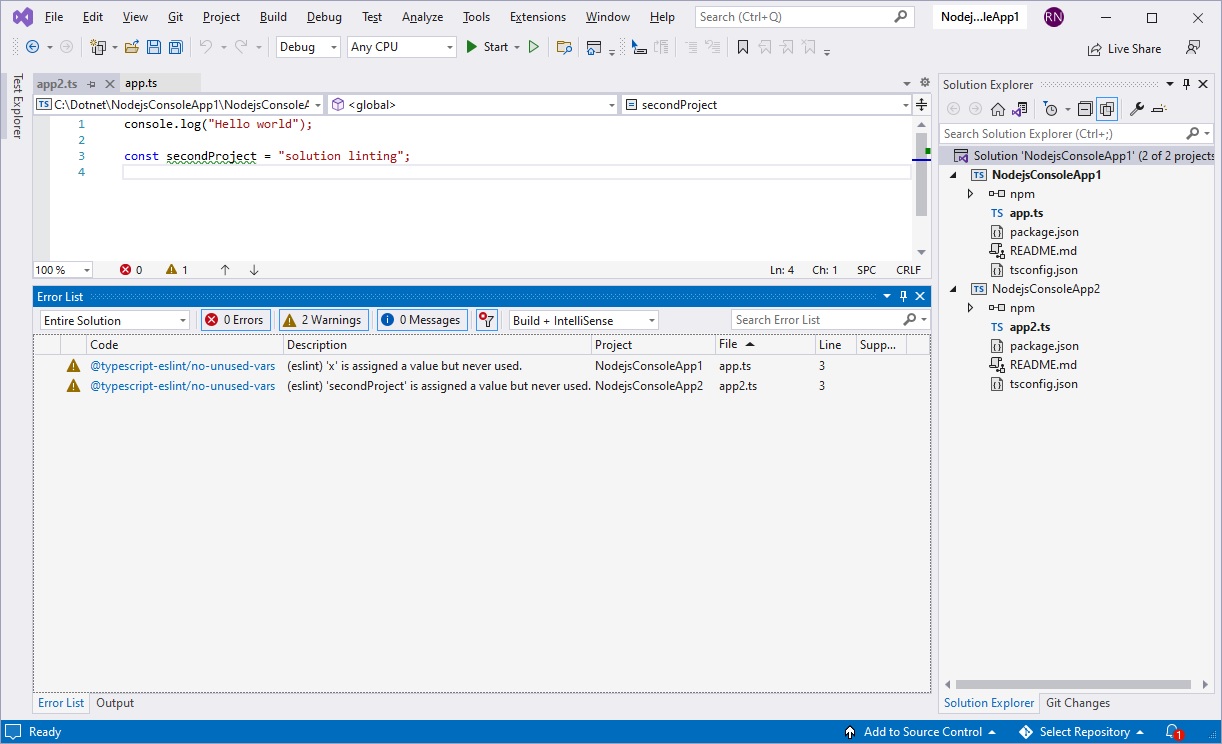 File Edit View Git Project Build Debug Test Analyze Tools Extensions Window Help Search (Ctrl+Q) Nodej...leApp1 RN
Debug Any CPU Start Live Share
Test Explorer
app2.ts app.ts
TS C:\Dotnet\NodejsConsoleApp1\NodejsConsoleA <global> secondProject
1 console.log("Hello world");
2
3 const secondProject = "solution linting";
4
100 % 0 1 Ln: 4 Ch: 1 SPC CRLF
Error List
Entire Solution 0 Errors 2 Warnings 0 Messages Build + IntelliSense Search Error List
Code Description Project File Line Supp...
@typescript-eslint/no-unused-vars (eslint) 'x' is assigned a value but never used. NodejsConsoleApp1 app.ts 3
@typescript-eslint/no-unused-vars (eslint) 'secondProject' is assigned a value but never used. NodejsConsoleApp2 app2.ts 3
Error List Output
Solution Explorer
Search Solution Explorer (Ctrl+;)
Solution 'NodejsConsoleApp1' (2 of 2 projects
TS NodejsConsoleApp1
npm
TS app.ts
package.json
README.md
tsconfig.json
TS NodejsConsoleApp2
npm
TS app2.ts
package.json
README.md
tsconfig.json
Solution Explorer Git Changes
Ready Add to Source Control Select Repository 1